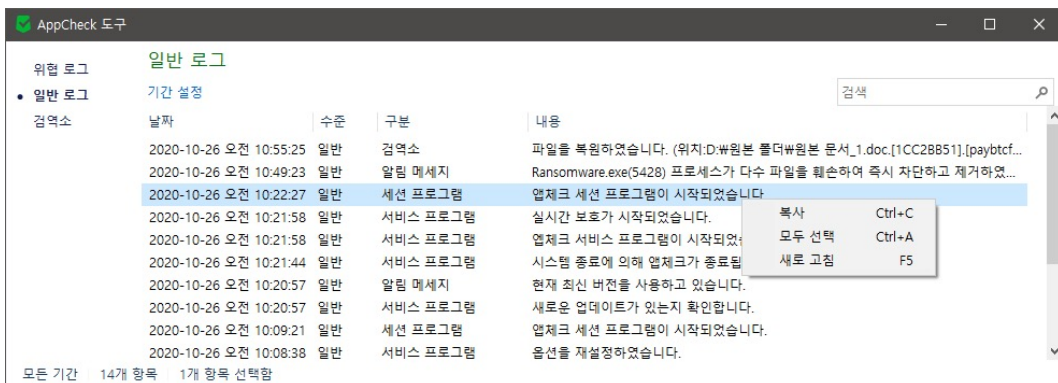 AppCheck 도구
위협 로그
일반 로그
검역소
일반 로그
기간 설정
검색
날짜 수준 구분 내용
2020-10-26 오전 10:55:25 일반 검역소 파일을 복원하였습니다. (위치:D:₩원본 폴더₩원본 문서_1.doc.[1CC2BB51].[paybtcf...
2020-10-26 오전 10:49:23 일반 알림 메세지 Ransomware.exe(5428) 프로세스가 다수 파일을 훼손하여 즉시 차단하고 제거하였...
2020-10-26 오전 10:22:27 일반 세션 프로그램 앱체크 세션 프로그램이 시작되었습니다
2020-10-26 오전 10:21:58 일반 서비스 프로그램 실시간 보호가 시작되었습니다.
2020-10-26 오전 10:21:58 일반 서비스 프로그램 앱체크 서비스 프로그램이 시작되었
2020-10-26 오전 10:21:44 일반 서비스 프로그램 시스템 종료에 의해 앱체크가 종료됩
2020-10-26 오전 10:20:57 일반 알림 메세지 현재 최신 버전을 사용하고 있습니다.
2020-10-26 오전 10:20:57 일반 서비스 프로그램 새로운 업데이트가 있는지 확인합니다.
2020-10-26 오전 10:09:21 일반 세션 프로그램 앱체크 세션 프로그램이 시작되었습니다.
2020-10-26 오전 10:08:38 일반 서비스 프로그램 옵션을 재설정하였습니다.
복사 Ctrl+C
모두 선택 Ctrl+A
새로 고침 F5
모든 기간 14개 항목 1개 항목 선택함